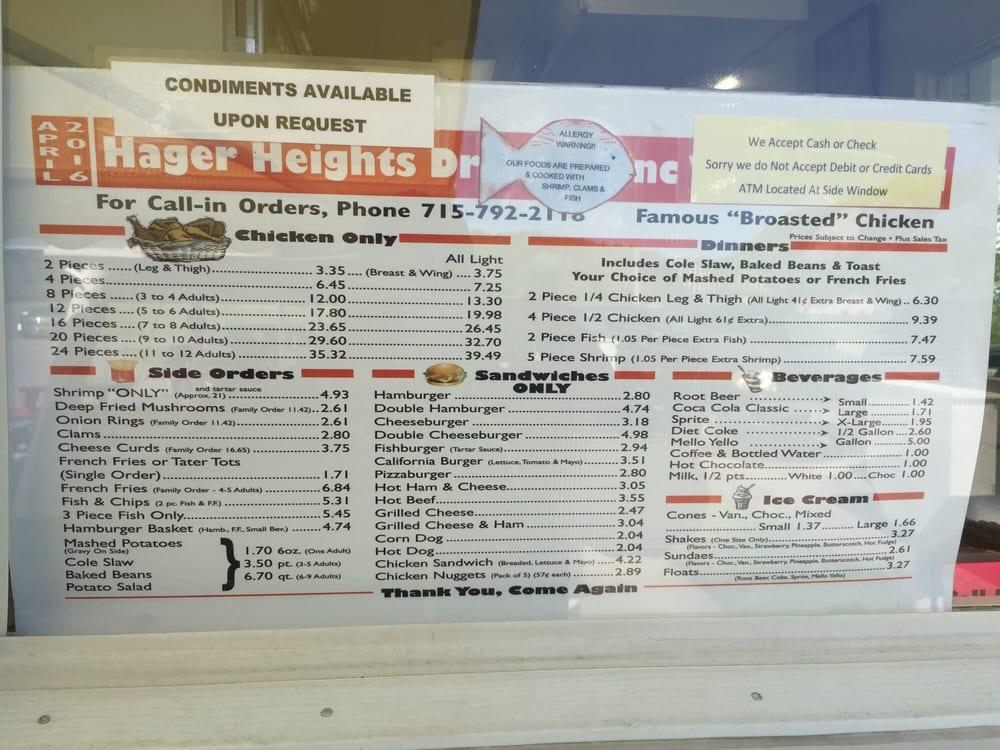 CONDIMENTS AVAILABLE
UPON REQUEST
APRIL
2016
Hager Heights Dr
nc
ALLERGY
WARNING!!
OUR FOODS ARE PREPARED
& COOKED WITH
SHRIMP, CLAMS &
FISH
We Accept Cash or Check
Sorry we do Not Accept Debit or Credit Cards
ATM Located At Side Window
For Call-in Orders, Phone 715-792-2118
Famous "Broasted" Chicken
Prices Subject to Change • Plus Sales Tax
Chicken Only
All Light
2 Pieces ...... (Leg & Thigh) ...... 3.35 .... (Breast & Wing) .... 3.75
4 Pieces ...... 6.45 ...... 7.25
8 Pieces ...... (3 to 4 Adults) ...... 12.00 ...... 13.30
12 Pieces .... (5 to 6 Adults) ...... 17.80 ...... 19.98
16 Pieces .... (7 to 8 Adults) ...... 23.65 ...... 26.45
20 Pieces .... (9 to 10 Adults) ...... 29.60 ...... 32.70
24 Pieces .... (11 to 12 Adults) ...... 35.32 ...... 39.49
Dinners
Includes Cole Slaw, Baked Beans & Toast
Your Choice of Mashed Potatoes or French Fries
2 Piece 1/4 Chicken Leg & Thigh (All Light 41¢ Extra Breast & Wing) .. 6.30
4 Piece 1/2 Chicken (All Light 61¢ Extra) ...... 9.39
2 Piece Fish (1.05 Per Piece Extra Fish) ...... 7.47
5 Piece Shrimp (1.05 Per Piece Extra Shrimp) ...... 7.59
Side Orders
Shrimp "ONLY" (Approx. 21) and tartar sauce ...... 4.93
Deep Fried Mushrooms (Family Order 11.42) .. 2.61
Onion Rings (Family Order 11.42) ...... 2.61
Clams ...... 2.80
Cheese Curds (Family Order 16.65) ...... 3.75
French Fries or Tater Tots
(Single Order) ...... 1.71
French Fries (Family Order - 4-5 Adults) ...... 6.84
Fish & Chips (2 pc. Fish & F.F.) ...... 5.31
3 Piece Fish Only ...... 5.45
Hamburger Basket (Hamb., F.F., Small Bev.) ...... 4.74
Mashed Potatoes
(Gravy On Side)
Cole Slaw
Baked Beans
Potato Salad
1.70 6oz. (One Adult)
3.50 pt. (3-5 Adults)
6.70 qt. (6-9 Adults)
Sandwiches
ONLY
Hamburger ...... 2.80
Double Hamburger ...... 4.74
Cheeseburger ...... 3.18
Double Cheeseburger ...... 4.98
Fishburger (Tartar Sauce) ...... 2.94
California Burger (Lettuce, Tomato & Mayo) ...... 3.51
Pizzaburger ...... 2.80
Hot Ham & Cheese ...... 3.05
Hot Beef ...... 3.55
Grilled Cheese ...... 2.47
Grilled Cheese & Ham ...... 3.04
Corn Dog ...... 2.04
Hot Dog ...... 2.04
Chicken Sandwich (Breaded, Lettuce & Mayo) ...... 4.22
Chicken Nuggets (Pack of 5) (57¢ each) ...... 2.89
Beverages
Root Beer
Coca Cola Classic
Sprite
Diet Coke
Mello Yello
Small ...... 1.42
Large ...... 1.71
X-Large ...... 1.95
1/2 Gallon .... 2.60
Gallon ...... 5.00
Coffee & Bottled Water ...... 1.00
Hot Chocolate ...... 1.00
Milk, 1/2 pts ...... White 1.00 .... Choc 1.00
Ice Cream
Cones - Van., Choc., Mixed
Small 1.37 ...... Large 1.66
Shakes (One Size Only) ...... 3.27
(Flavors - Choc., Van., Strawberry, Pineapple, Butterscotch, Hot Fudge)
Sundaes ...... 2.61
(Flavors - Choc., Van., Strawberry, Pineapple, Butterscotch, Hot Fudge)
Floats ...... 3.27
(Root Beer, Coke, Sprite, Mello Yello)
Thank You, Come Again